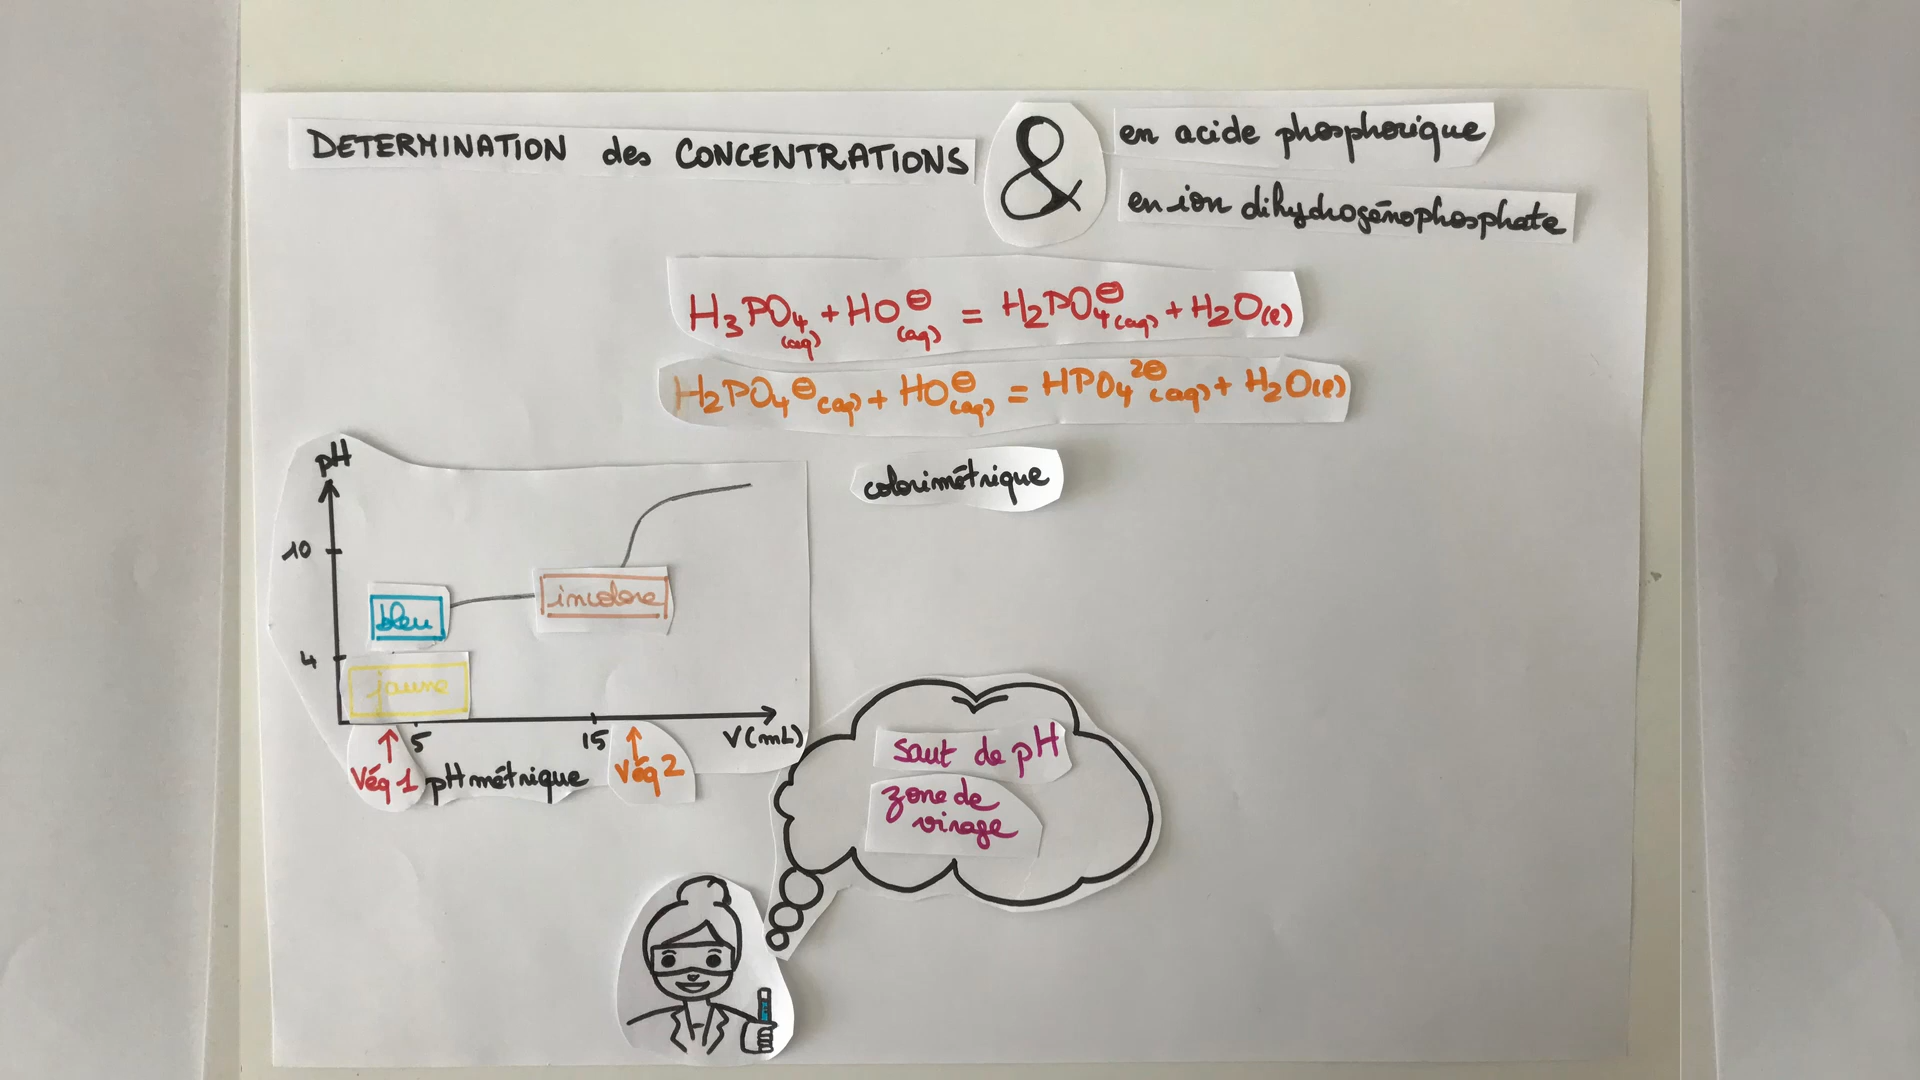 DETERMINATION des CONCENTRATIONS
&
en acide phosphorique
en ion dihydrogénophosphate
H₃PO₄(aq) + HO⊖(aq) = H₂PO₄⊖(aq) + H₂O(l)
H₂PO₄⊖(aq) + HO⊖(aq) = HPO₄²⊖(aq) + H₂O(l)
colorimétrique
pH
10
bleu
incolore
4
jaune
5
15
V(mL)
Véq 1
pH métrique
Véq 2
saut de pH
zone de
virage